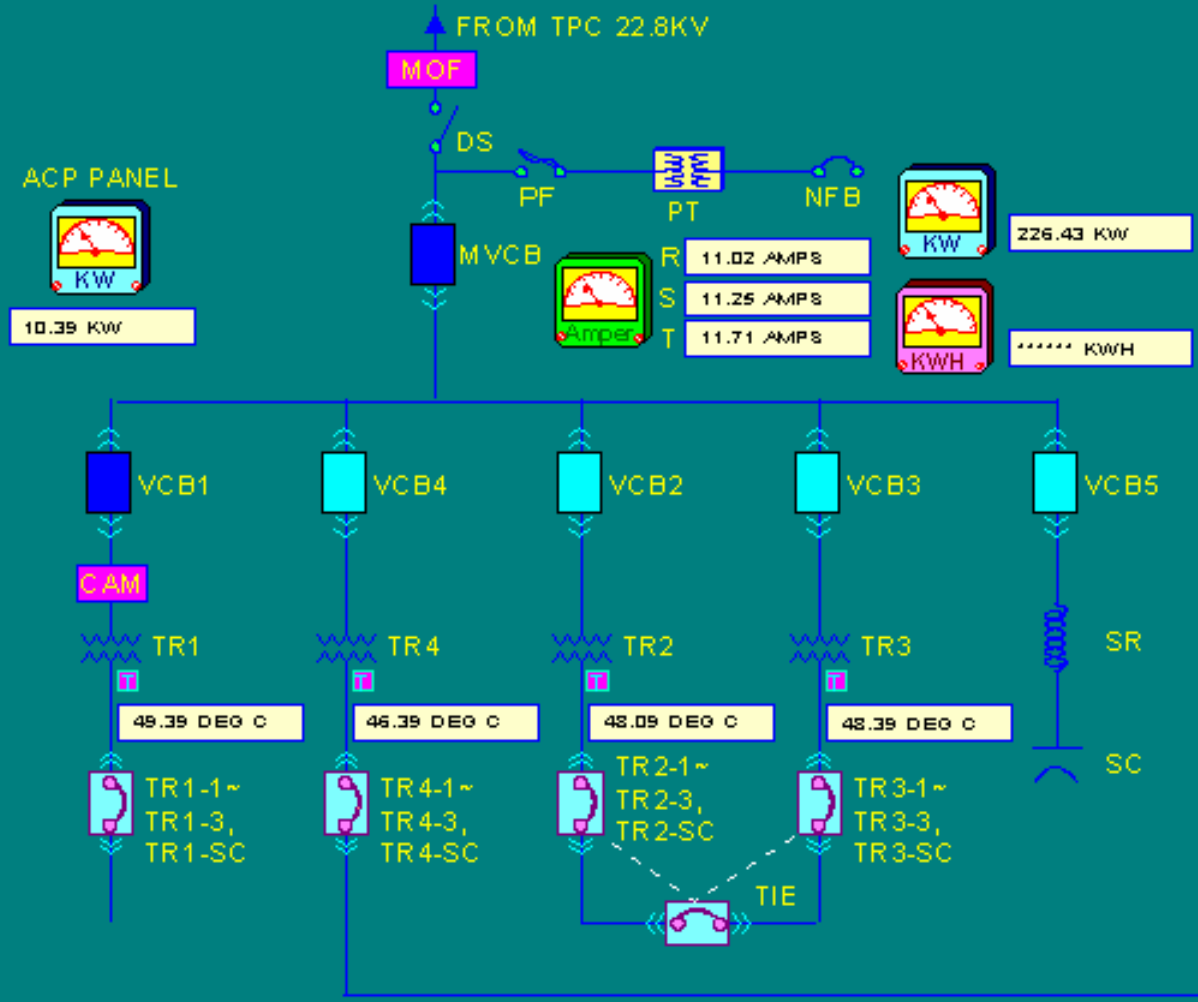 FROM TPC 22.8KV
MOF
DS
ACP PANEL
PF
PT
NFB
KW
10.39 KW
MVCB
Amper
R 11.02 AMPS
S 11.25 AMPS
T 11.71 AMPS
KW
226.43 KW
KWH
****** KWH
VCB1
VCB4
VCB2
VCB3
VCB5
CAM
TR1
TR4
TR2
TR3
SR
T
T
T
T
49.39 DEG C
46.39 DEG C
48.09 DEG C
48.39 DEG C
SC
TR1-1~
TR1-3,
TR1-SC
TR4-1~
TR4-3,
TR4-SC
TR2-1~
TR2-3,
TR2-SC
TR3-1~
TR3-3,
TR3-SC
TIE